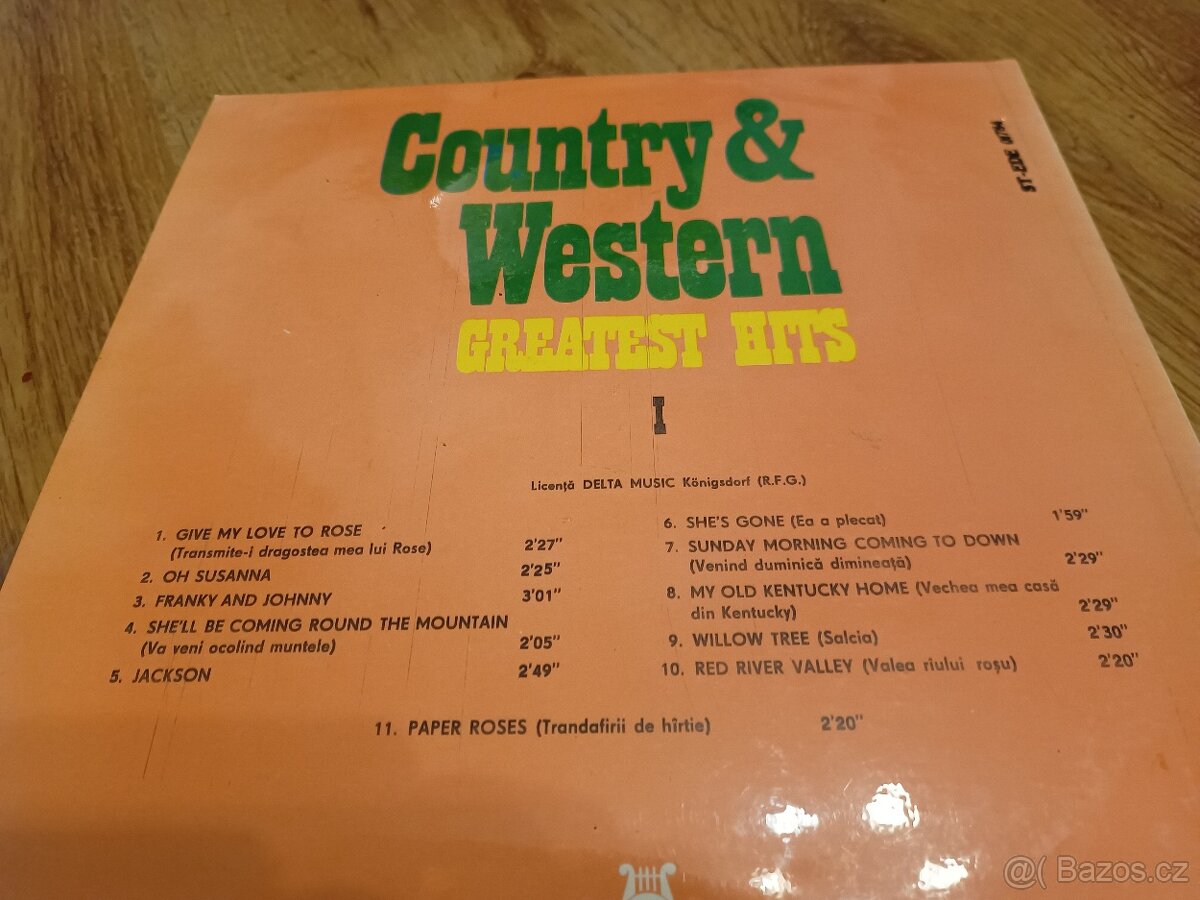 Country &
Western
GREATEST HITS
I
ST-EDE
Licență DELTA MUSIC Königsdorf (R.F.G.)
1. GIVE MY LOVE TO ROSE
(Transmite-i dragostea mea lui Rose) 2'27"
2. OH SUSANNA 2'25"
3. FRANKY AND JOHNNY 3'01"
4. SHE'LL BE COMING ROUND THE MOUNTAIN
(Va veni ocolind muntele) 2'05"
5. JACKSON 2'49"
6. SHE'S GONE (Ea a plecat) 1'59"
7. SUNDAY MORNING COMING TO DOWN
(Venind duminică dimineață) 2'29"
8. MY OLD KENTUCKY HOME (Vechea mea casă
din Kentucky) 2'29"
9. WILLOW TREE (Salcia) 2'30"
10. RED RIVER VALLEY (Valea rîului roșu) 2'20"
11. PAPER ROSES (Trandafirii de hîrtie) 2'20"
@( Bazos.cz